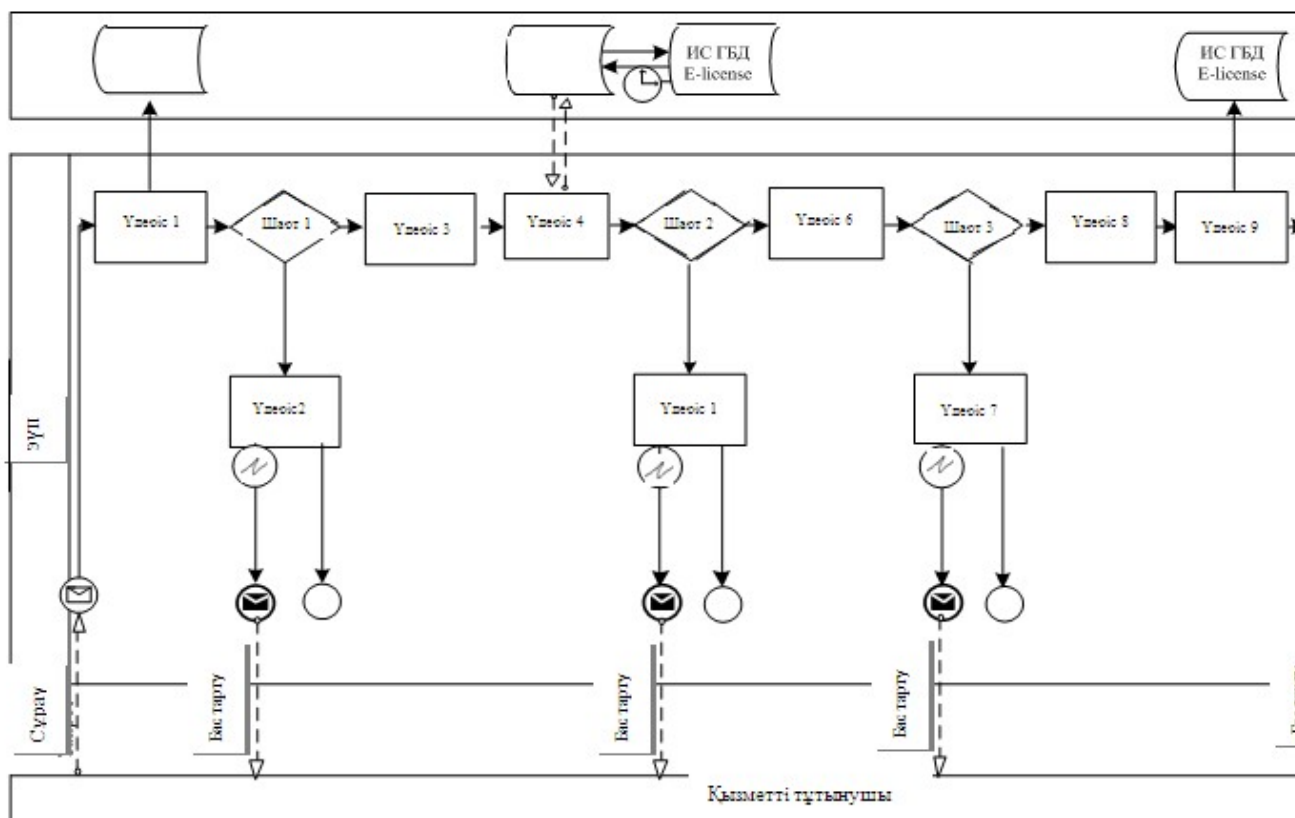 ИС ГБД
E-license
ИС ГБД
E-license
Үдеріс 1
Шарт 1
Үдеріс 3
Үдеріс 4
Шарт 2
Үдеріс 6
Шарт 3
Үдеріс 8
Үдеріс 9
Үдеріс2
Үдеріс 1
Үдеріс 7
ЭҮП
Сұрау
Бас тарту
Бас тарту
Бас тарту
Қызметті тұтынушы